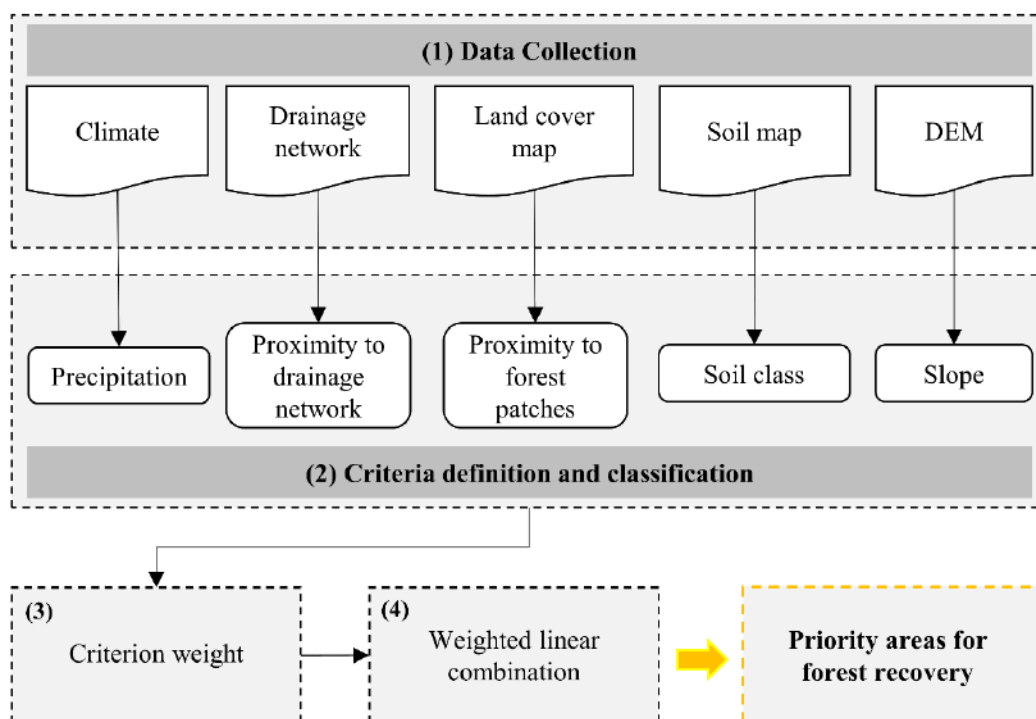 (1) Data Collection
Climate
Drainage
network
Land cover
map
Soil map
DEM
Precipitation
Proximity to
drainage
network
Proximity to
forest
patches
Soil class
Slope
(2) Criteria definition and classification
(3)
Criterion weight
(4)
Weighted linear
combination
Priority areas for
forest recovery